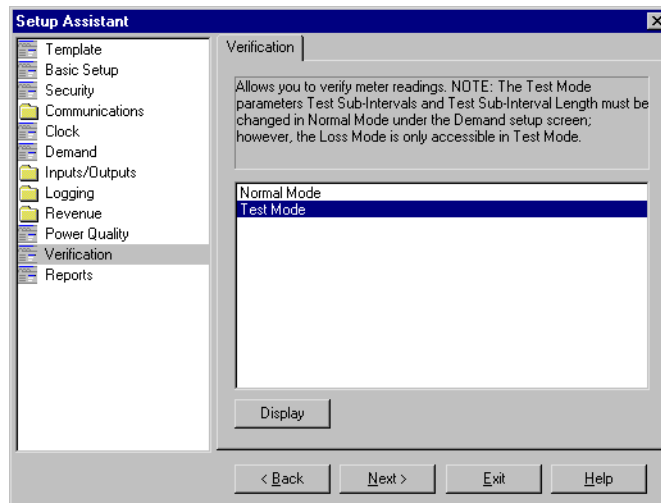 Setup Assistant
Template
Basic Setup
Security
Communications
Clock
Demand
Inputs/Outputs
Logging
Revenue
Power Quality
Verification
Reports
Verification
Allows you to verify meter readings. NOTE: The Test Mode
parameters Test Sub-Intervals and Test Sub-Interval Length must be
changed in Normal Mode under the Demand setup screen;
however, the Loss Mode is only accessible in Test Mode.
Normal Mode
Test Mode
Display
< Back
Next >
Exit
Help